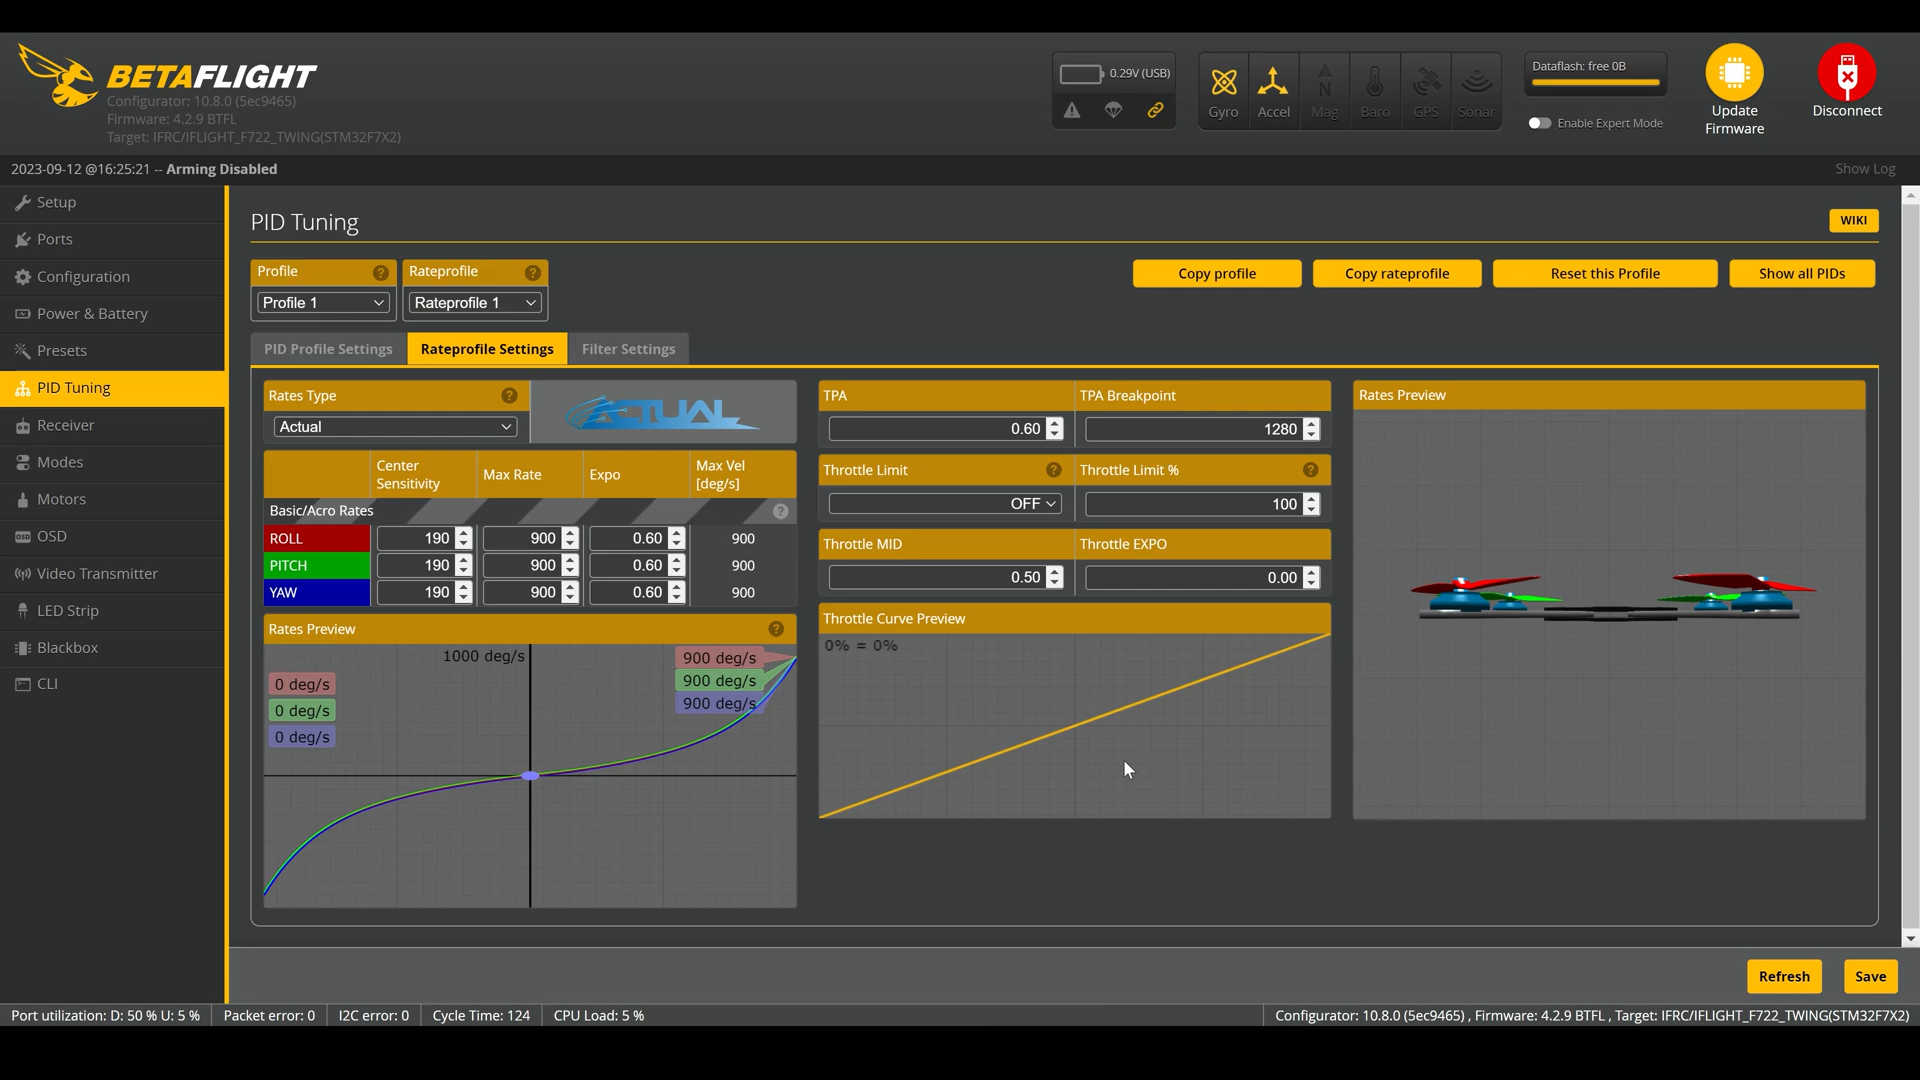 BETAFLIGHT
Configurator: 10.8.0 (5ec9465)
Firmware: 4.2.9 BTFL
Target: IFRC/IFLIGHT_F722_TWING(STM32F7X2)
0.29V (USB)
Gyro Accel Mag Baro GPS Sonar
Dataflash: free 0B
Enable Expert Mode
Update Firmware
Disconnect
2023-09-12 @16:25:21 -- Arming Disabled
Show Log
Setup
Ports
Configuration
Power & Battery
Presets
PID Tuning
Receiver
Modes
Motors
OSD
Video Transmitter
LED Strip
Blackbox
CLI
PID Tuning
WIKI
Profile
Rateprofile
Profile 1
Rateprofile 1
Copy profile
Copy rateprofile
Reset this Profile
Show all PIDs
PID Profile Settings
Rateprofile Settings
Filter Settings
Rates Type
Actual
ACTUAL
Center Sensitivity
Max Rate
Expo
Max Vel [deg/s]
Basic/Acro Rates
ROLL 190 900 0.60 900
PITCH 190 900 0.60 900
YAW 190 900 0.60 900
Rates Preview
1000 deg/s
900 deg/s
900 deg/s
900 deg/s
0 deg/s
0 deg/s
0 deg/s
TPA
TPA Breakpoint
0.60
1280
Throttle Limit
Throttle Limit %
OFF
100
Throttle MID
Throttle EXPO
0.50
0.00
Throttle Curve Preview
0% = 0%
Rates Preview
Refresh
Save
Port utilization: D: 50 % U: 5 %
Packet error: 0
I2C error: 0
Cycle Time: 124
CPU Load: 5 %
Configurator: 10.8.0 (5ec9465) , Firmware: 4.2.9 BTFL , Target: IFRC/IFLIGHT_F722_TWING(STM32F7X2)